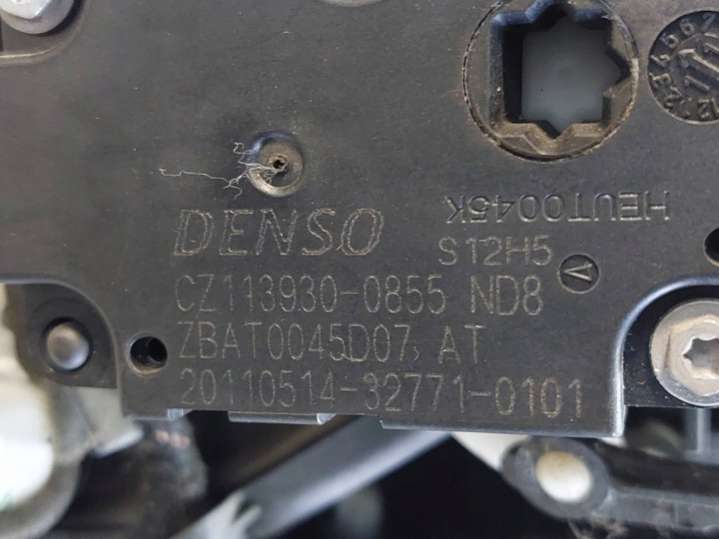 HEUT0045K
DENSO
S12H5
V
CZ113930-0855 ND8
ZBAT0045D07, AT
20110514-32771-0101